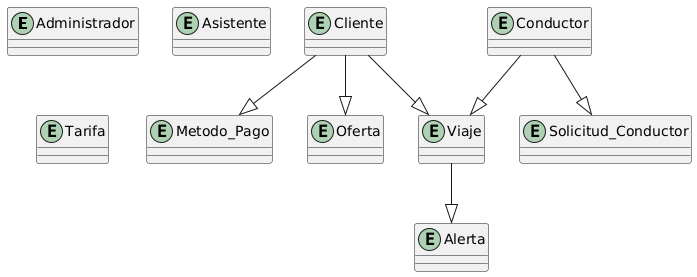 E Administrador
E Asistente
E Cliente
E Conductor
E Tarifa
E Metodo_Pago
E Oferta
E Viaje
E Solicitud_Conductor
E Alerta